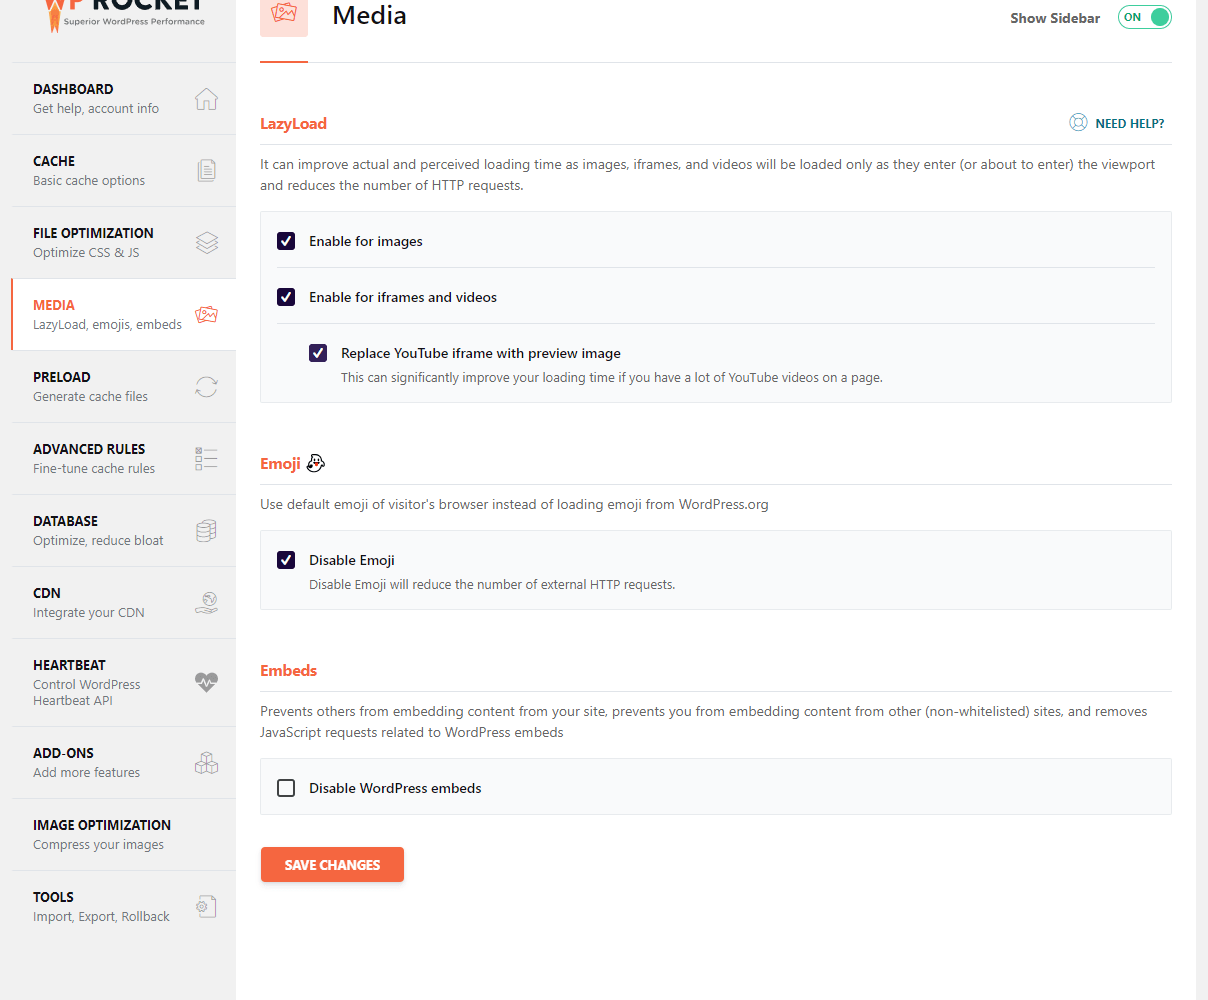 WP ROCKET
Superior WordPress Performance
DASHBOARD
Get help, account info
CACHE
Basic cache options
FILE OPTIMIZATION
Optimize CSS & JS
MEDIA
LazyLoad, emojis, embeds
PRELOAD
Generate cache files
ADVANCED RULES
Fine-tune cache rules
DATABASE
Optimize, reduce bloat
CDN
Integrate your CDN
HEARTBEAT
Control WordPress
Heartbeat API
ADD-ONS
Add more features
IMAGE OPTIMIZATION
Compress your images
TOOLS
Import, Export, Rollback
Media
Show Sidebar ON
LazyLoad
NEED HELP?
It can improve actual and perceived loading time as images, iframes, and videos will be loaded only as they enter (or about to enter) the viewport
and reduces the number of HTTP requests.
Enable for images
Enable for iframes and videos
Replace YouTube iframe with preview image
This can significantly improve your loading time if you have a lot of YouTube videos on a page.
Emoji
Use default emoji of visitor's browser instead of loading emoji from WordPress.org
Disable Emoji
Disable Emoji will reduce the number of external HTTP requests.
Embeds
Prevents others from embedding content from your site, prevents you from embedding content from other (non-whitelisted) sites, and removes
JavaScript requests related to WordPress embeds
Disable WordPress embeds
SAVE CHANGES